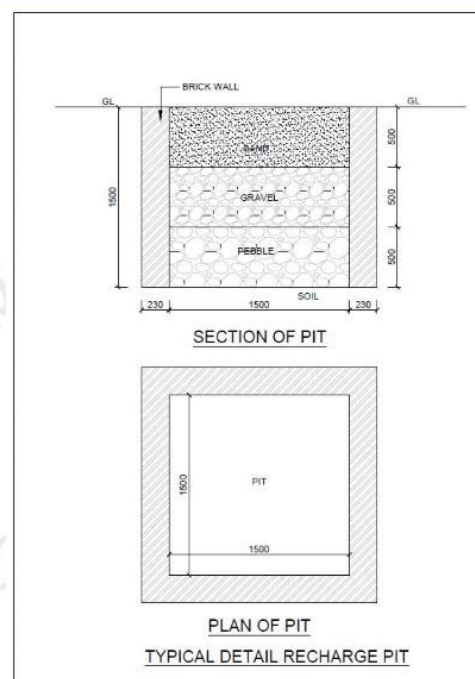 BRICK WALL
GL
GL
SAND
500
1500
GRAVEL
500
PEBBLE
500
SOIL
230
1500
230
SECTION OF PIT
1500
PIT
1500
PLAN OF PIT
TYPICAL DETAIL RECHARGE PIT